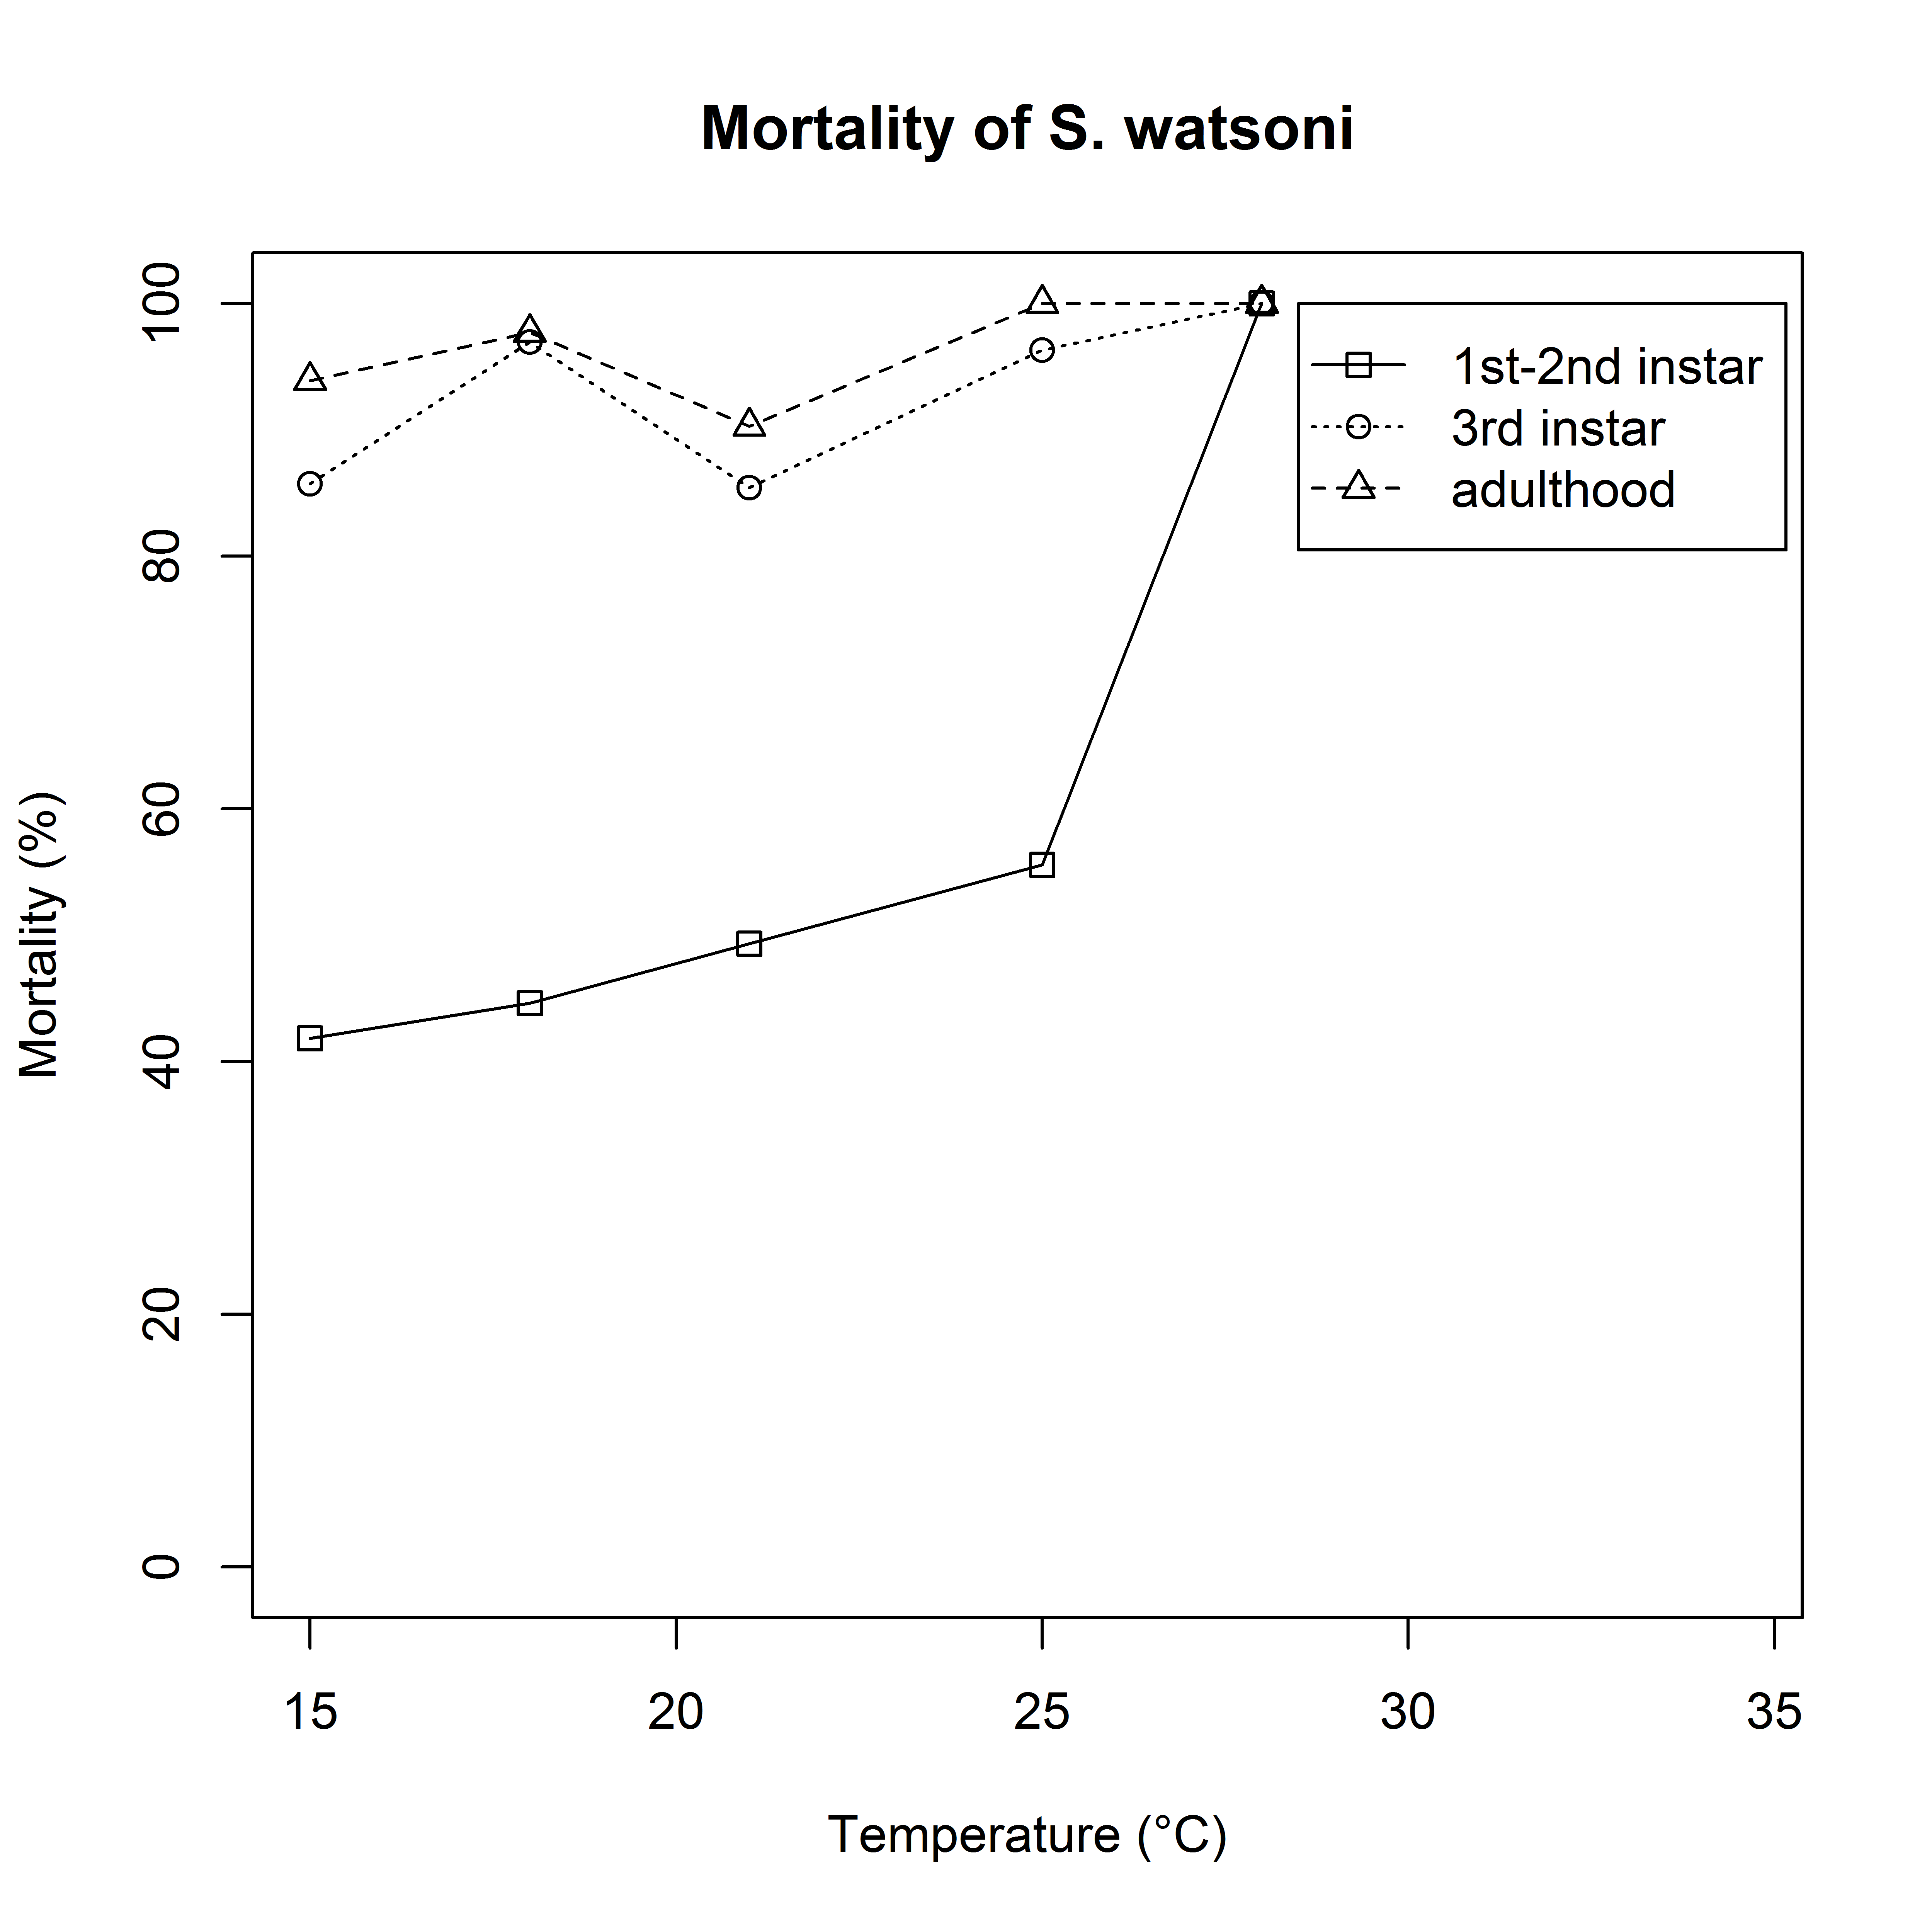 Mortality of S. watsoni
100
80
60
40
20
0
Mortality (%)
1st-2nd instar
3rd instar
adulthood
15 20 25 30 35
Temperature (°C)